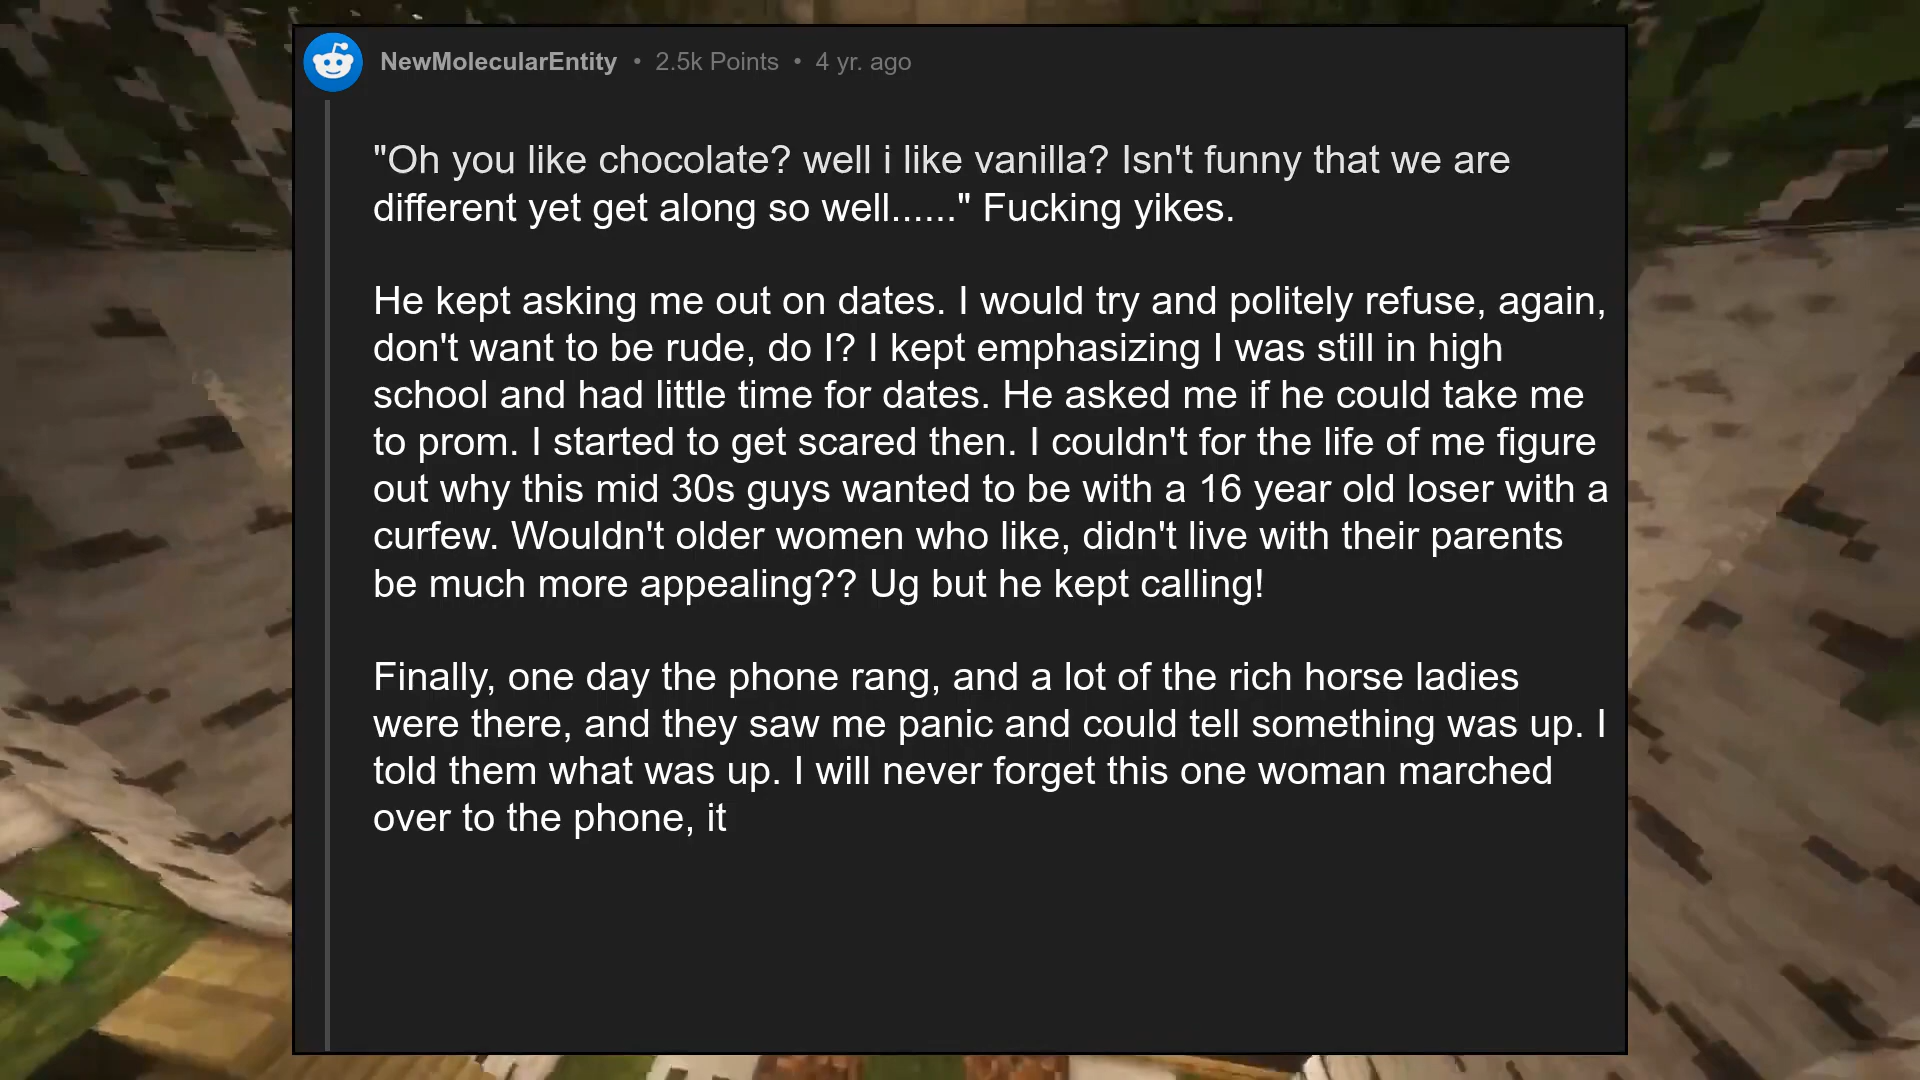 NewMolecularEntity • 2.5k Points • 4 yr. ago
"Oh you like chocolate? well i like vanilla? Isn't funny that we are
different yet get along so well......" Fucking yikes.
He kept asking me out on dates. I would try and politely refuse, again,
don't want to be rude, do I? I kept emphasizing I was still in high
school and had little time for dates. He asked me if he could take me
to prom. I started to get scared then. I couldn't for the life of me figure
out why this mid 30s guys wanted to be with a 16 year old loser with a
curfew. Wouldn't older women who like, didn't live with their parents
be much more appealing?? Ug but he kept calling!
Finally, one day the phone rang, and a lot of the rich horse ladies
were there, and they saw me panic and could tell something was up. I
told them what was up. I will never forget this one woman marched
over to the phone, it